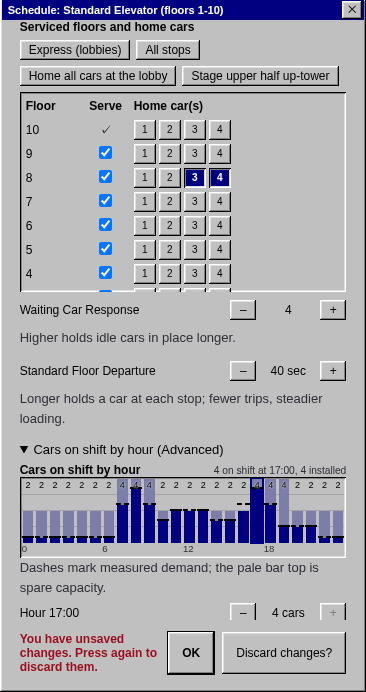 Schedule: Standard Elevator (floors 1-10)
Serviced floors and home cars
Express (lobbies) All stops
Home all cars at the lobby Stage upper half up-tower
Floor Serve Home car(s)
10 ✓ 1 2 3 4
9 1 2 3 4
8 1 2 3 4
7 1 2 3 4
6 1 2 3 4
5 1 2 3 4
4 1 2 3 4
Waiting Car Response – 4 +
Higher holds idle cars in place longer.
Standard Floor Departure – 40 sec +
Longer holds a car at each stop; fewer trips, steadier
loading.
▼ Cars on shift by hour (Advanced)
Cars on shift by hour 4 on shift at 17:00, 4 installed
2 2 2 2 2 2 2 4 4 4 2 2 2 2 2 2 2 4 4 4 2 2 2 2
0 6 12 18
Dashes mark measured demand; the pale bar top is
spare capacity.
Hour 17:00 – 4 cars +
You have unsaved
changes. Press again to
discard them.
OK Discard changes?